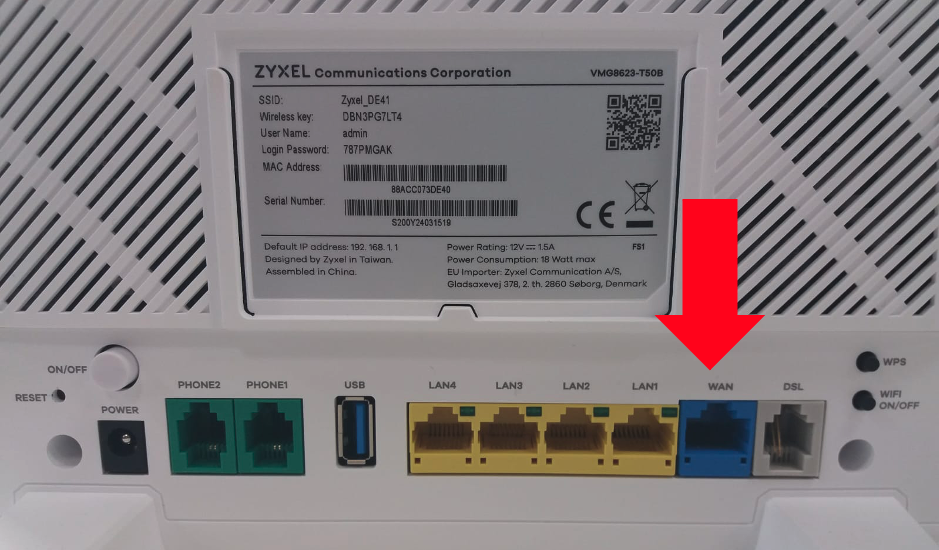 ZYXEL Communications Corporation VMG8623-T50B
SSID: Zyxel_DE41
Wireless key: DBN3PG7LT4
User Name: admin
Login Password: 787PMGAK
MAC Address:
88ACC073DE40
Serial Number:
S200Y24031519
CE
Default IP address: 192. 168. 1. 1
Designed by Zyxel in Taiwan.
Assembled in China.
Power Rating: 12V 1.5A
Power Consumption: 18 Watt max
EU Importer: Zyxel Communication A/S,
Gladsaxevej 378, 2. th. 2860 Søborg, Denmark
FS1
ON/OFF
RESET
POWER
PHONE2
PHONE1
USB
LAN4
LAN3
LAN2
LAN1
WAN
DSL
WPS
WIFI
ON/OFF